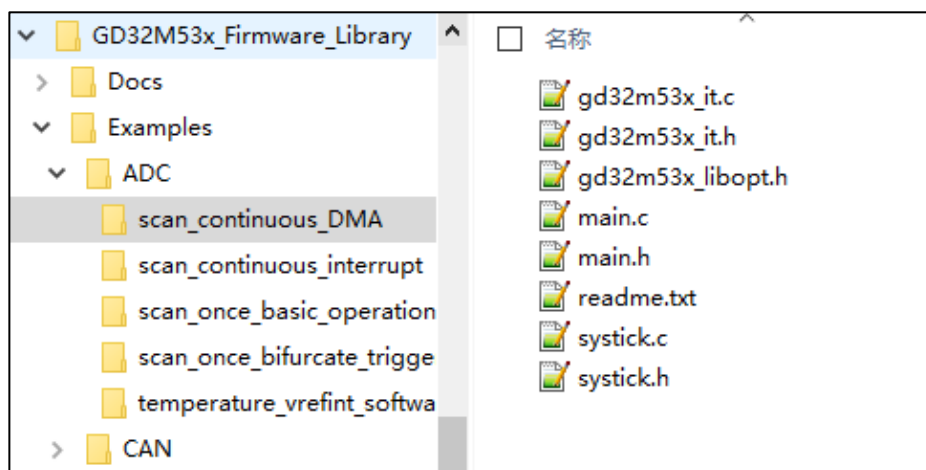 GD32M53x_Firmware_Library
Docs
Examples
ADC
scan_continuous_DMA
scan_continuous_interrupt
scan_once_basic_operation
scan_once_bifurcate_trigge
temperature_vrefint_softwa
CAN
名称
gd32m53x_it.c
gd32m53x_it.h
gd32m53x_libopt.h
main.c
main.h
readme.txt
systick.c
systick.h